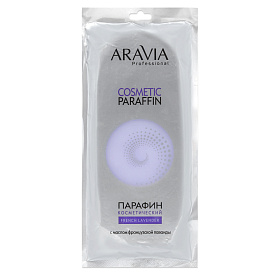 ARAVIA
Professional
COSMETIC
PARAFFIN
ПАРАФИН
КОСМЕТИЧЕСКИЙ
FRENCH LAVENDER
с маслом французской лаванды